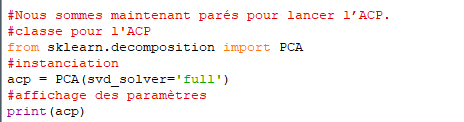 #Nous sommes maintenant parés pour lancer l’ACP.
#classe pour l'ACP
from sklearn.decomposition import PCA
#instanciation
acp = PCA(svd_solver='full')
#affichage des paramètres
print(acp)